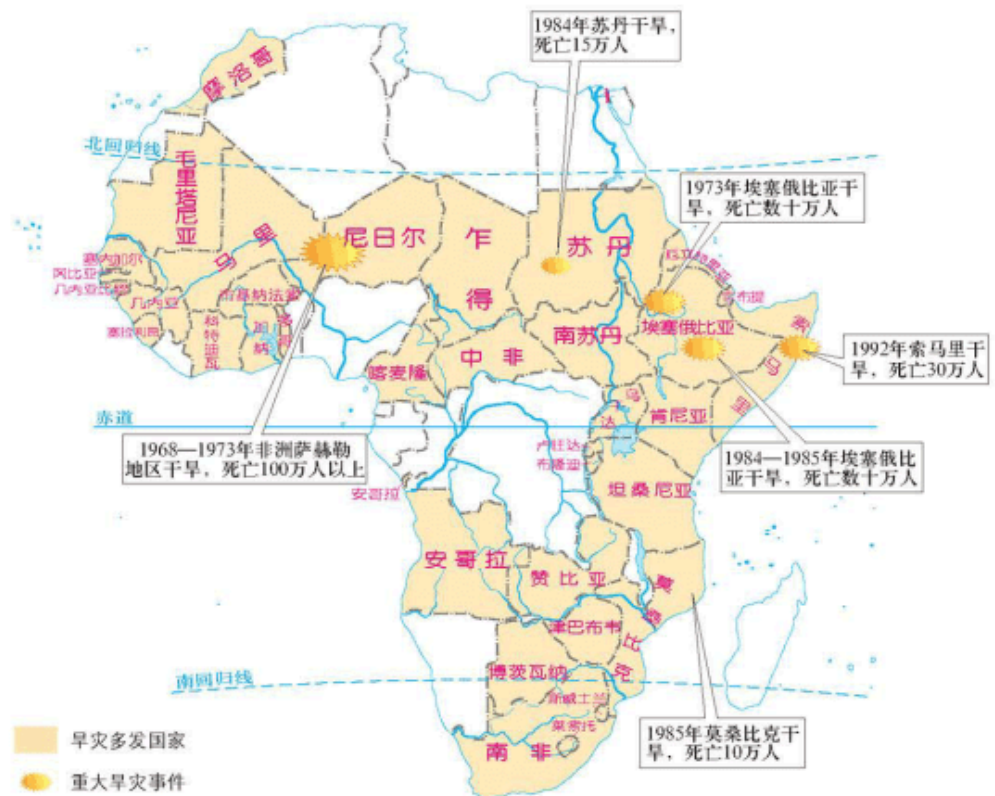 1984年苏丹干旱，
死亡15万人
摩洛哥
北回归线
毛里塔尼亚
1973年埃塞俄比亚干
旱，死亡数十万人
马里
尼日尔
乍得
苏丹
厄立特里亚
塞内加尔
冈比亚
几内亚比绍
几内亚
布基纳法索
吉布提
塞拉利昂
科特迪瓦
加纳
多哥
南苏丹
埃塞俄比亚
索马里
中非
喀麦隆
1992年索马里干
旱，死亡30万人
赤道
乌干达
肯尼亚
1968—1973年非洲萨赫勒
地区干旱，死亡100万人以上
卢旺达
布隆迪
1984—1985年埃塞俄比
亚干旱，死亡数十万人
安哥拉
坦桑尼亚
安哥拉
赞比亚
莫桑比克
津巴布韦
博茨瓦纳
南回归线
斯威士兰
莱索托
南非
1985年莫桑比克干
旱，死亡10万人
旱灾多发国家
重大旱灾事件